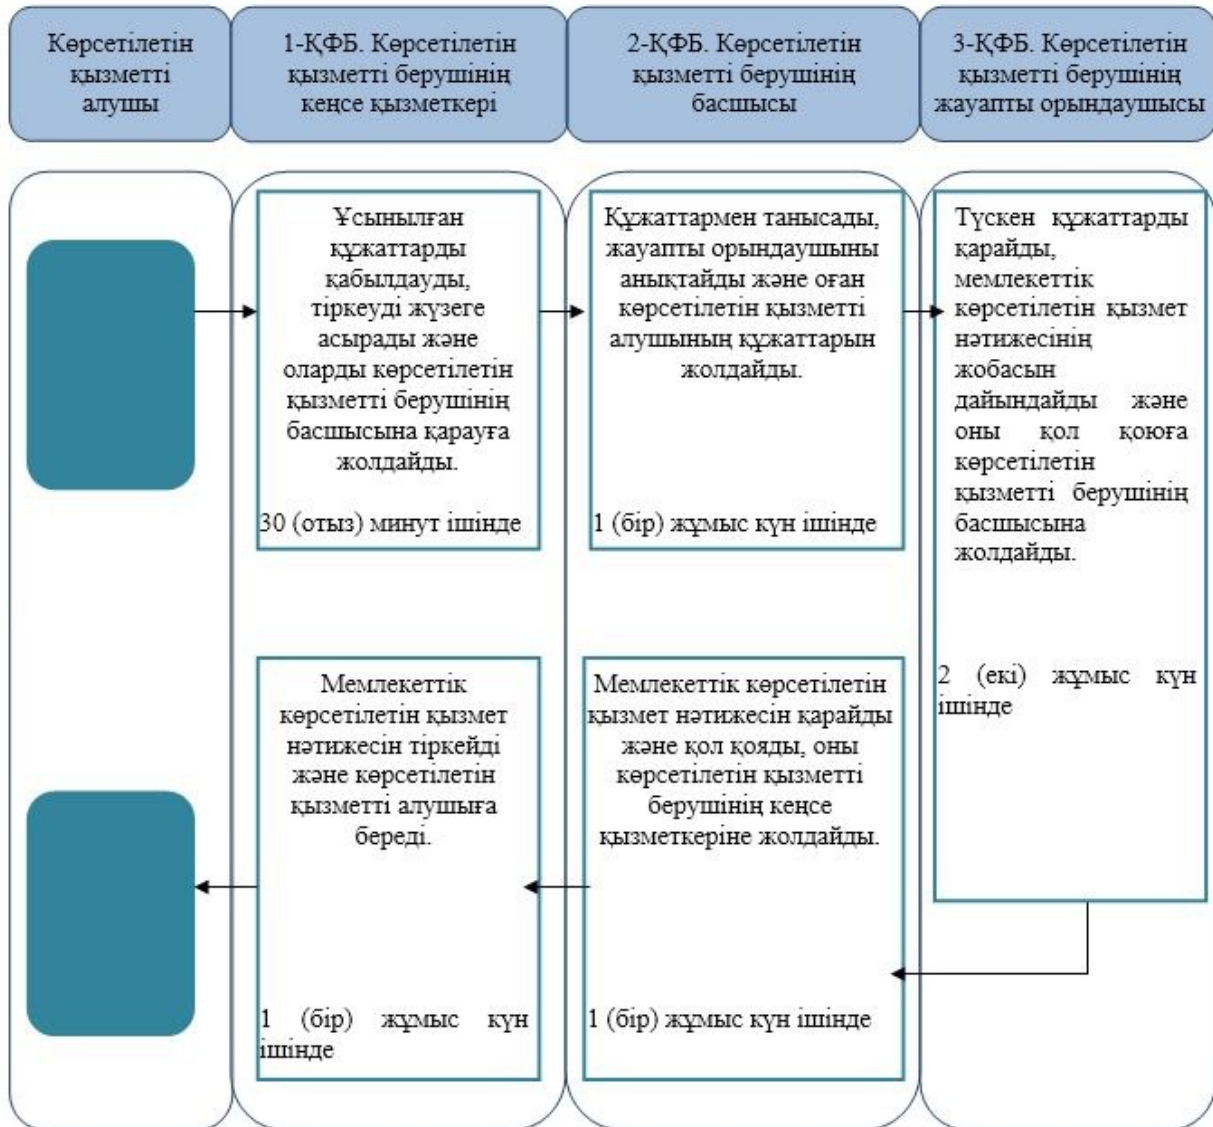 Көрсетілетін
қызметті
алушы
1-ҚФБ. Көрсетілетін
қызметті берушінің
кеңсе қызметкері
2-ҚФБ. Көрсетілетін
қызметті берушінің
басшысы
3-ҚФБ. Көрсетілетін
қызметті берушінің
жауапты орындаушысы
Ұсынылған
құжаттарды
қабылдауды,
тіркеуді жүзеге
асырады және
оларды көрсетілетін
қызметті берушінің
басшысына қарауға
жолдайды.
30 (отыз) минут ішінде
Құжаттармен танысады,
жауапты орындаушыны
анықтайды және оған
көрсетілетін қызметті
алушының құжаттарын
жолдайды.
1 (бір) жұмыс күн ішінде
Түскен құжаттарды
қарайды,
мемлекеттік
көрсетілетін қызмет
нәтижесінің
жобасын
дайындайды және
оны қол қоюға
көрсетілетін
қызметті берушінің
басшысына
жолдайды.
2 (екі) жұмыс күн
ішінде
Мемлекеттік
көрсетілетін қызмет
нәтижесін тіркейді
және көрсетілетін
қызметті алушыға
береді.
1 (бір) жұмыс күн
ішінде
Мемлекеттік көрсетілетін
қызмет нәтижесін қарайды
және қол қояды, оны
көрсетілетін қызметті
берушінің кеңсе
қызметкеріне жолдайды.
1 (бір) жұмыс күн ішінде